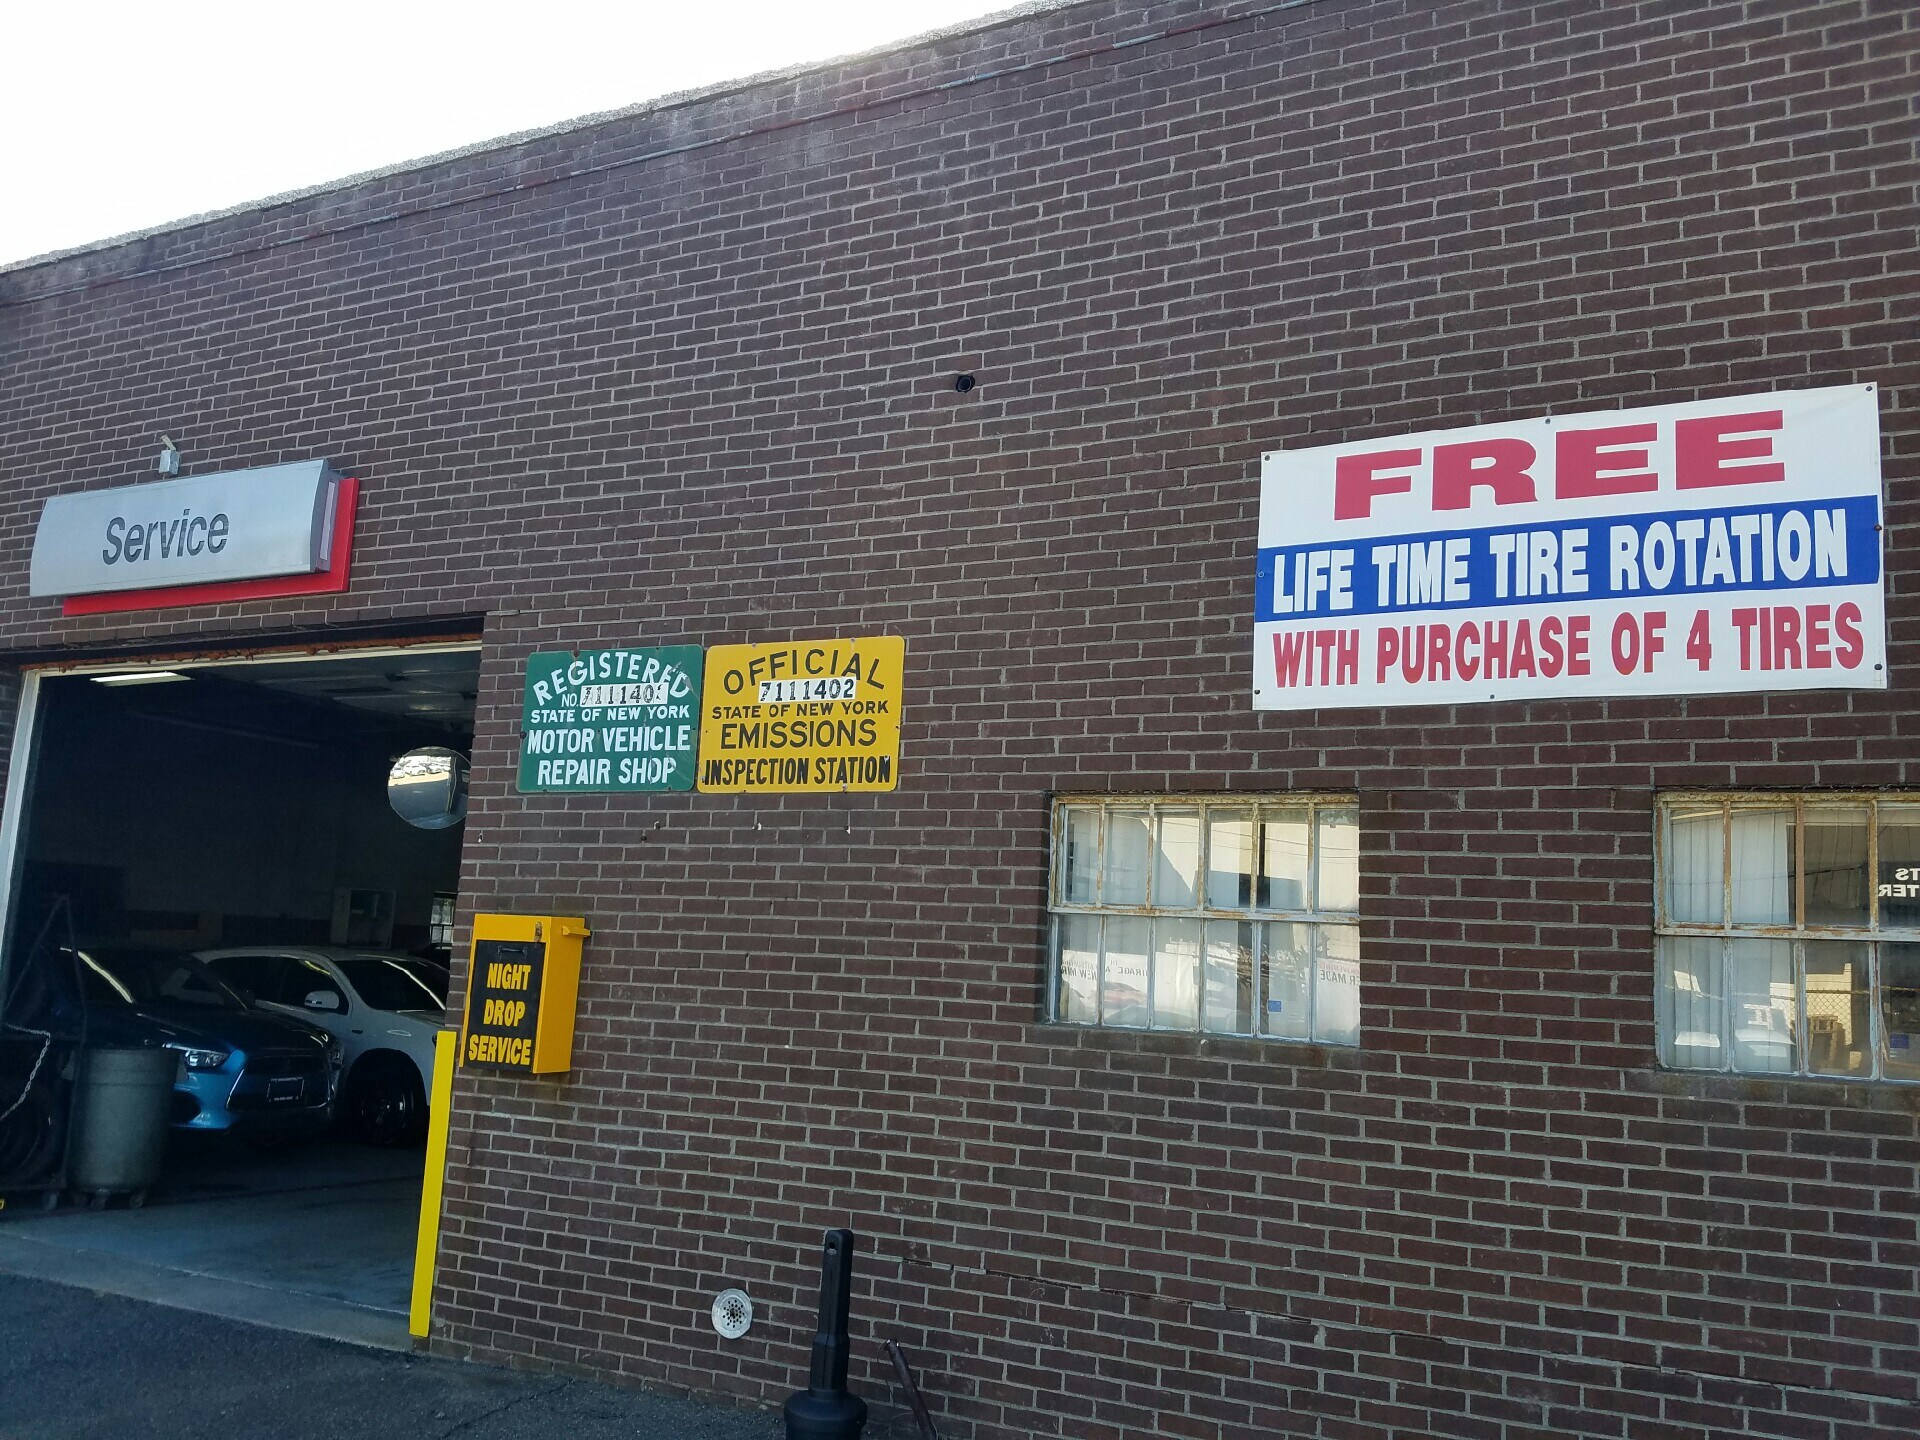 Service
REGISTERED
NO.
STATE OF NEW YORK
MOTOR VEHICLE
REPAIR SHOP
OFFICIAL
7111402
STATE OF NEW YORK
EMISSIONS
INSPECTION STATION
FREE
LIFE TIME TIRE ROTATION
WITH PURCHASE OF 4 TIRES
NIGHT
DROP
SERVICE